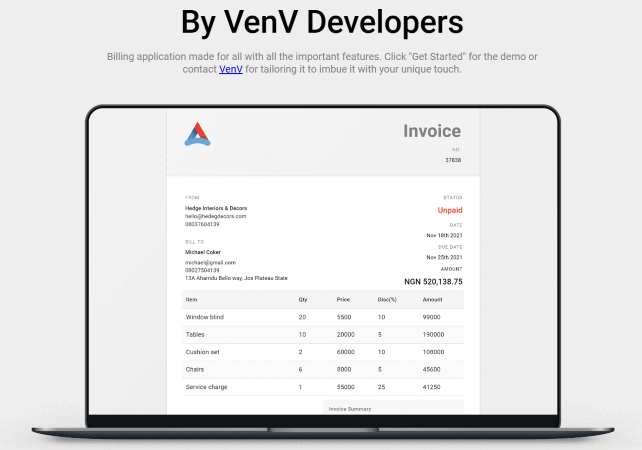 By VenV Developers
Billing application made for all with all the important features. Click "Get Started" for the demo or
contact VenV for tailoring it to imbue it with your unique touch.
Invoice
NO:
37838
FROM
Hedge Interiors & Decors
hello@hedegdecors.com
08037604139
STATUS
Unpaid
DATE
Nov 18th 2021
DUE DATE
Nov 25th 2021
AMOUNT
NGN 520,138.75
BILL TO
Michael Coker
michael@gmail.com
08027504139
13A Ahamdu Bello way, Jos Plateau State
Item Qty Price Disc(%) Amount
Window blind 20 5500 10 99000
Tables 10 20000 5 190000
Cushion set 2 60000 10 108000
Chairs 6 8000 5 45600
Service charge 1 55000 25 41250
Invoice Summary